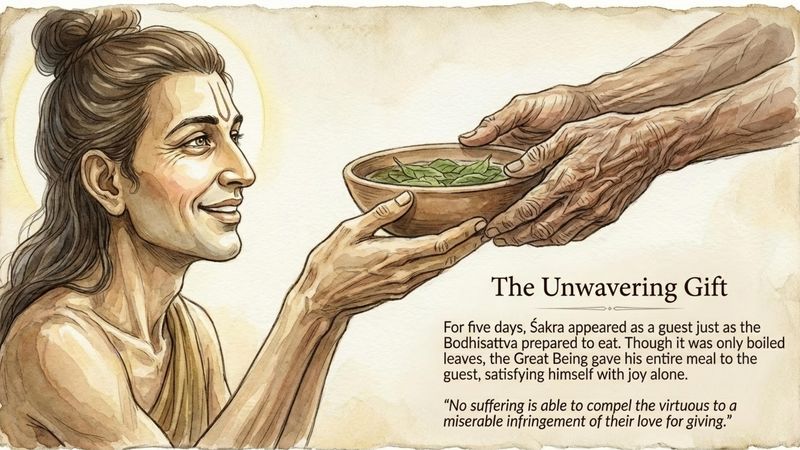 The Unwavering Gift
For five days, Śakra appeared as a guest just as the
Bodhisattva prepared to eat. Though it was only boiled
leaves, the Great Being gave his entire meal to the
guest, satisfying himself with joy alone.
“No suffering is able to compel the virtuous to a
miserable infringement of their love for giving.”